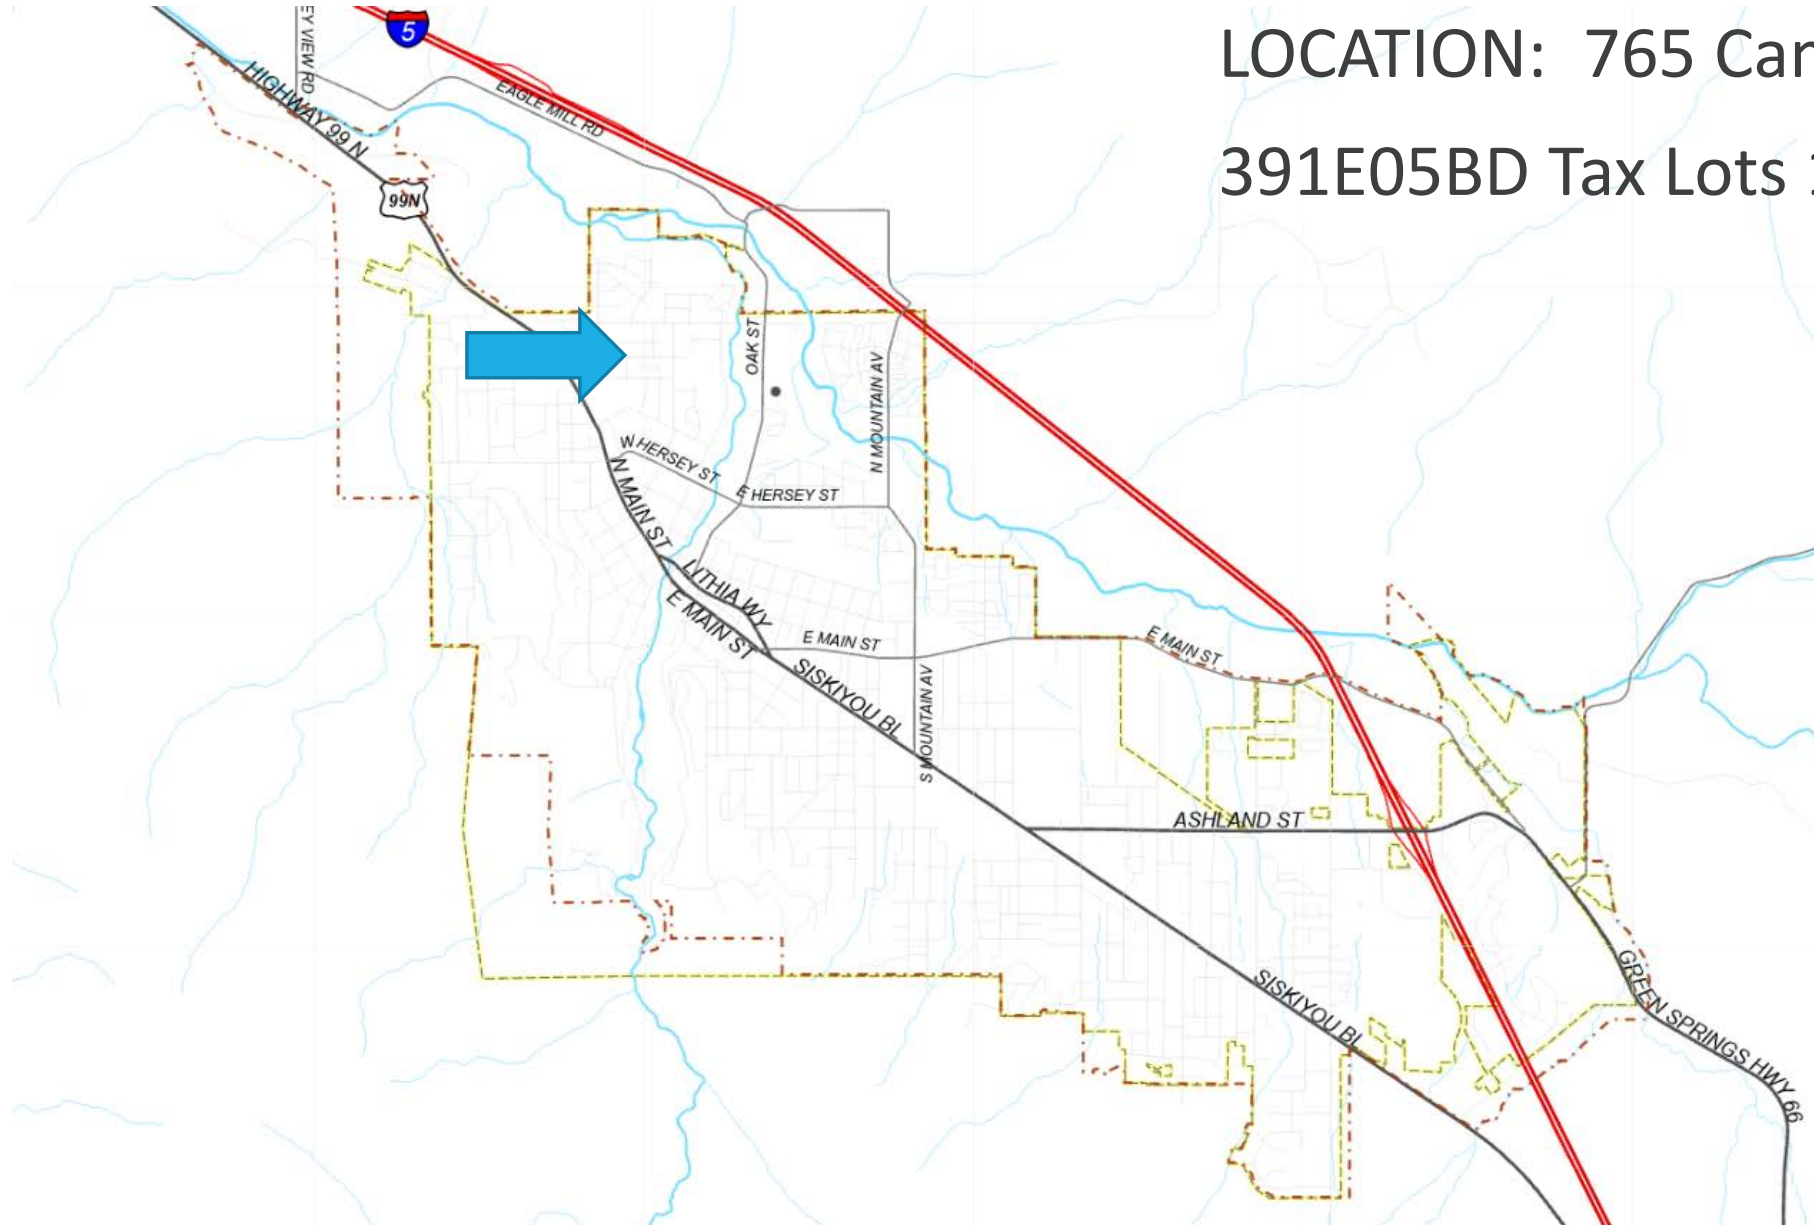 LOCATION: 765 Car
391E05BD Tax Lots
5
EY VIEW RD
EAGLE MILL RD
HIGHWAY 99 N
99N
OAK ST
N MOUNTAIN AV
W HERSEY ST
E HERSEY ST
N MAIN ST
LITHIA WY
E MAIN ST
E MAIN ST
E MAIN ST
SISKIYOU BL
S MOUNTAIN AV
ASHLAND ST
SISKIYOU BL
GREEN SPRINGS HWY 66